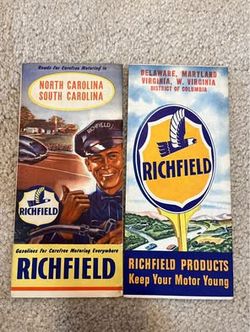 Roads for Carefree Motoring in
NORTH CAROLINA
SOUTH CAROLINA
RICHFIELD
RICHFIELD
Gasolines for Carefree Motoring Everywhere
RICHFIELD
DELAWARE, MARYLAND
VIRGINIA, W. VIRGINIA
DISTRICT OF COLUMBIA
RICHFIELD
RICHFIELD PRODUCTS
Keep Your Motor Young